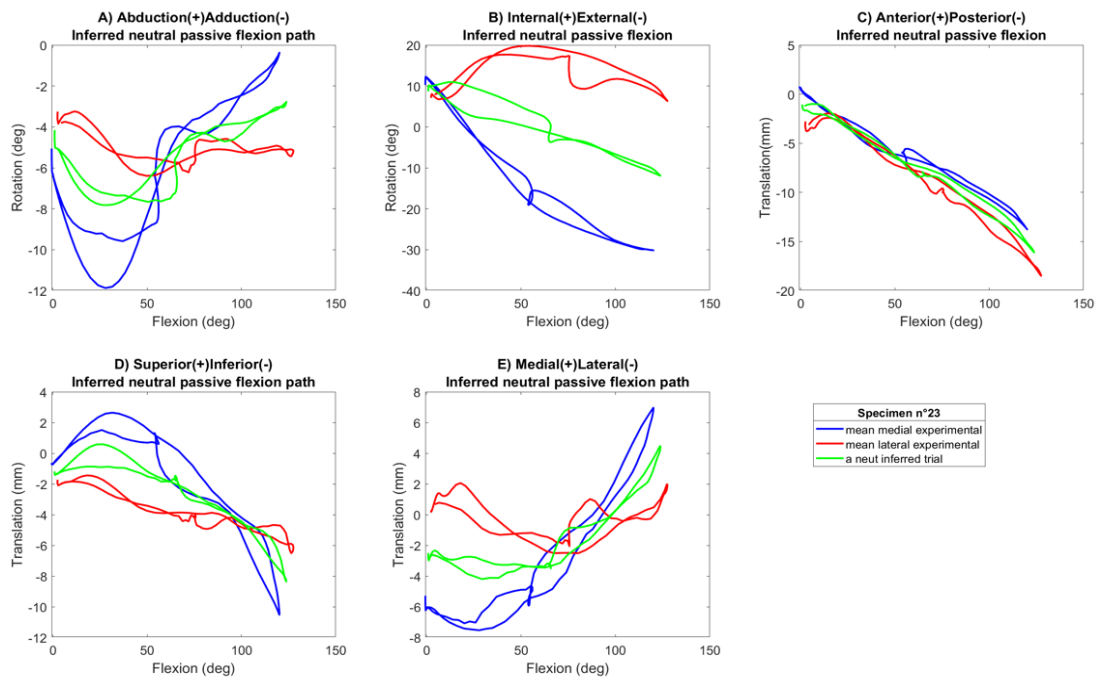 A) Abduction(+)Adduction(-)
Inferred neutral passive flexion path
0
-2
-4
-6
-8
-10
-12
Rotation (deg)
0
50
100
150
Flexion (deg)
B) Internal(+)External(-)
Inferred neutral passive flexion
20
10
0
-10
-20
-30
-40
Rotation (deg)
0
50
100
150
Flexion (deg)
C) Anterior(+)Posterior(-)
Inferred neutral passive flexion
5
0
-5
-10
-15
-20
Translation(mm)
0
50
100
150
Flexion (deg)
D) Superior(+)Inferior(-)
Inferred neutral passive flexion path
4
2
0
-2
-4
-6
-8
-10
-12
Translation (mm)
0
50
100
150
Flexion (deg)
E) Medial(+)Lateral(-)
Inferred neutral passive flexion path
8
6
4
2
0
-2
-4
-6
-8
Translation (mm)
0
50
100
150
Flexion (deg)
Specimen n°23
mean medial experimental
mean lateral experimental
a neut inferred trial